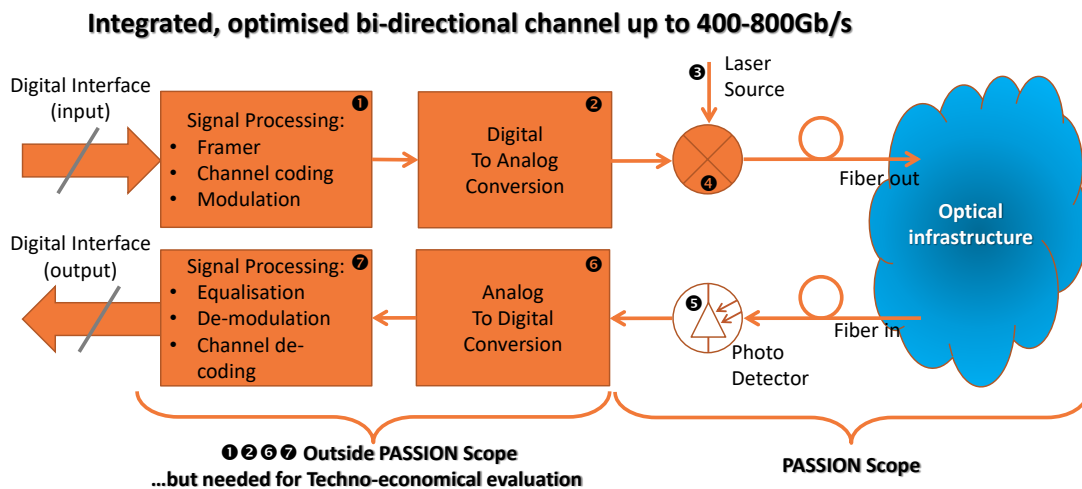 Integrated, optimised bi-directional channel up to 400-800Gb/s
Digital Interface
(input)
❶
Signal Processing:
• Framer
• Channel coding
• Modulation
❷
Digital
To Analog
Conversion
❸
Laser
Source
❹
Fiber out
Optical
infrastructure
Digital Interface
(output)
Signal Processing: ❼
• Equalisation
• De-modulation
• Channel de-
coding
❻
Analog
To Digital
Conversion
❺
Photo
Detector
Fiber in
❶❷❻❼ Outside PASSION Scope
...but needed for Techno-economical evaluation
PASSION Scope